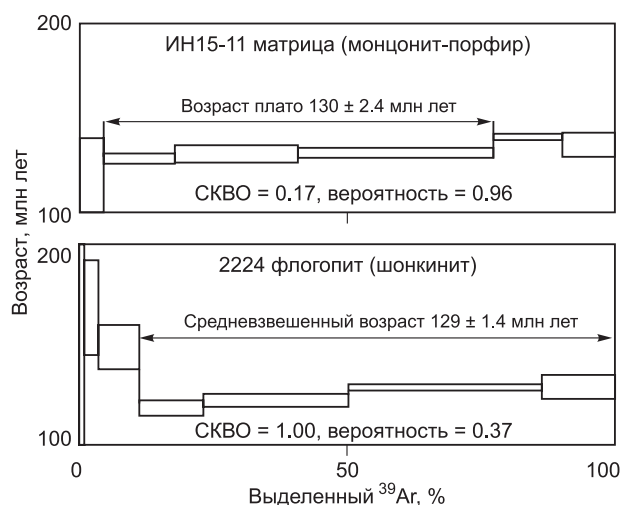 200
ИН15-11 матрица (монцонит-порфир)
Возраст плато 130 ± 2.4 млн лет
СКВО = 0.17, вероятность = 0.96
100
Возраст, млн лет
200
2224 флогопит (шонкинит)
Средневзвешенный возраст 129 ± 1.4 млн лет
СКВО = 1.00, вероятность = 0.37
100
0 50 100
Выделенный ³⁹Ar, %